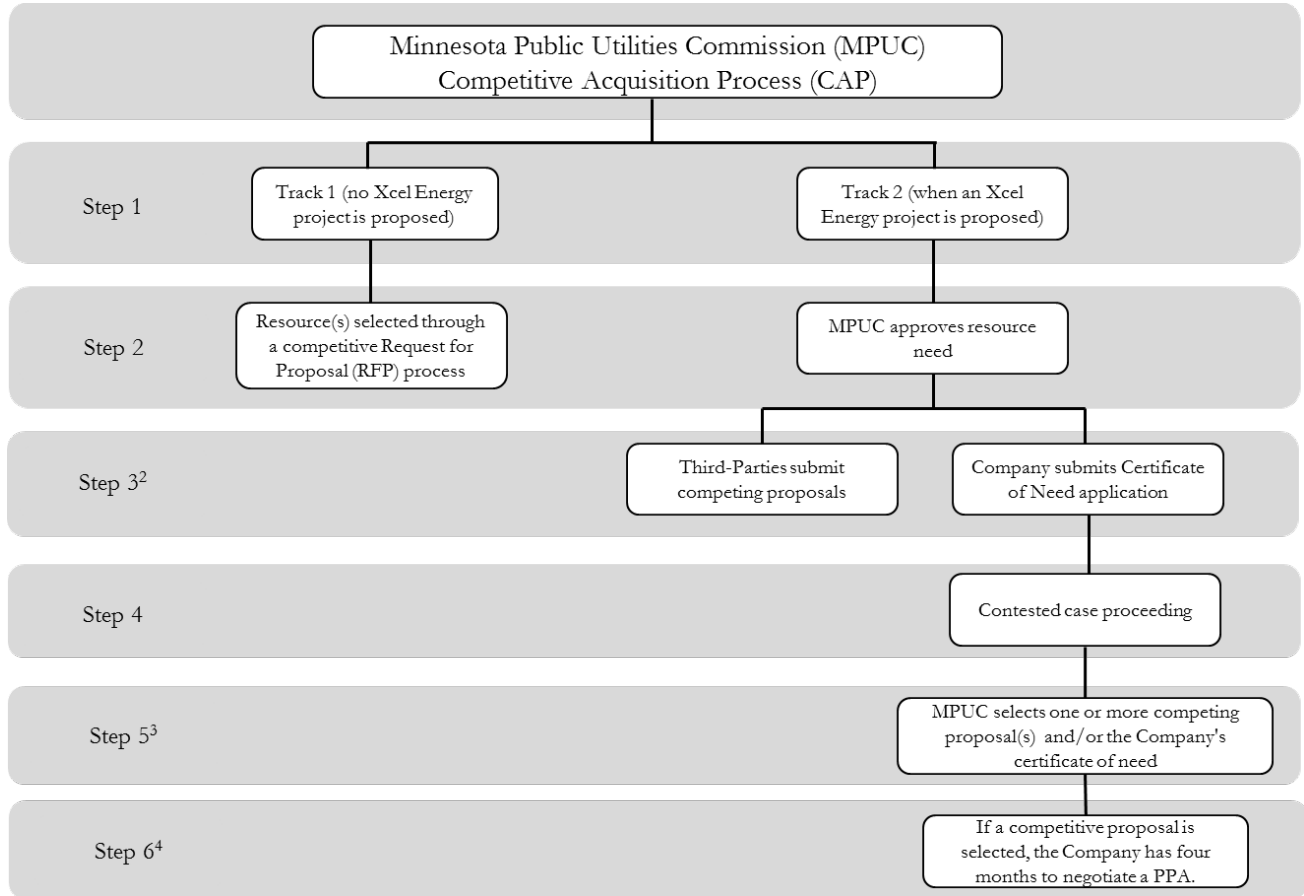 Minnesota Public Utilities Commission (MPUC)
Competitive Acquisition Process (CAP)
Step 1
Track 1 (no Xcel Energy
project is proposed)
Track 2 (when an Xcel
Energy project is proposed)
Step 2
Resource(s) selected through
a competitive Request for
Proposal (RFP) process
MPUC approves resource
need
Step 3²
Third-Parties submit
competing proposals
Company submits Certificate
of Need application
Step 4
Contested case proceeding
Step 5³
MPUC selects one or more competing
proposal(s) and/or the Company's
certificate of need
Step 6⁴
If a competitive proposal is
selected, the Company has four
months to negotiate a PPA.